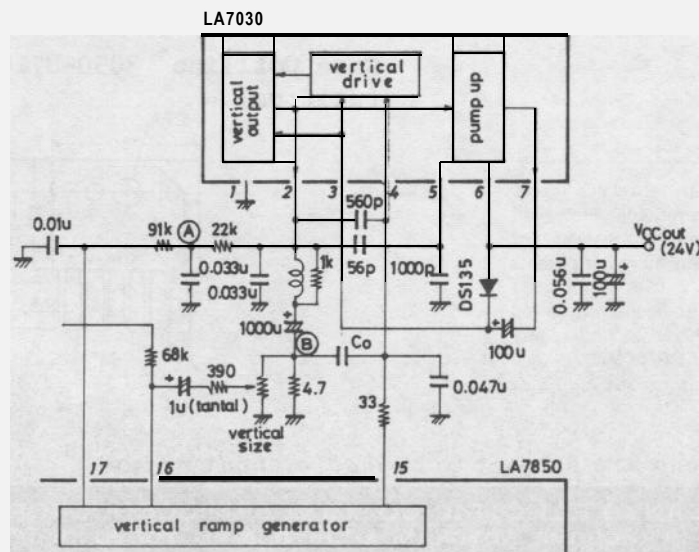 LA7030
vertical drive
vertical output
pump up
1 2 3 4 5 6 7
560p
0.01u
91k
A
22k
VCC out
(24V)
0.033u
0.033u
1k
56p
1000p
DS135
0.056u
100u
1000u
B
Co
100u
68k
390
1u (tantal)
4.7
0.047u
vertical size
33
17 16 15
LA7850
vertical ramp generator